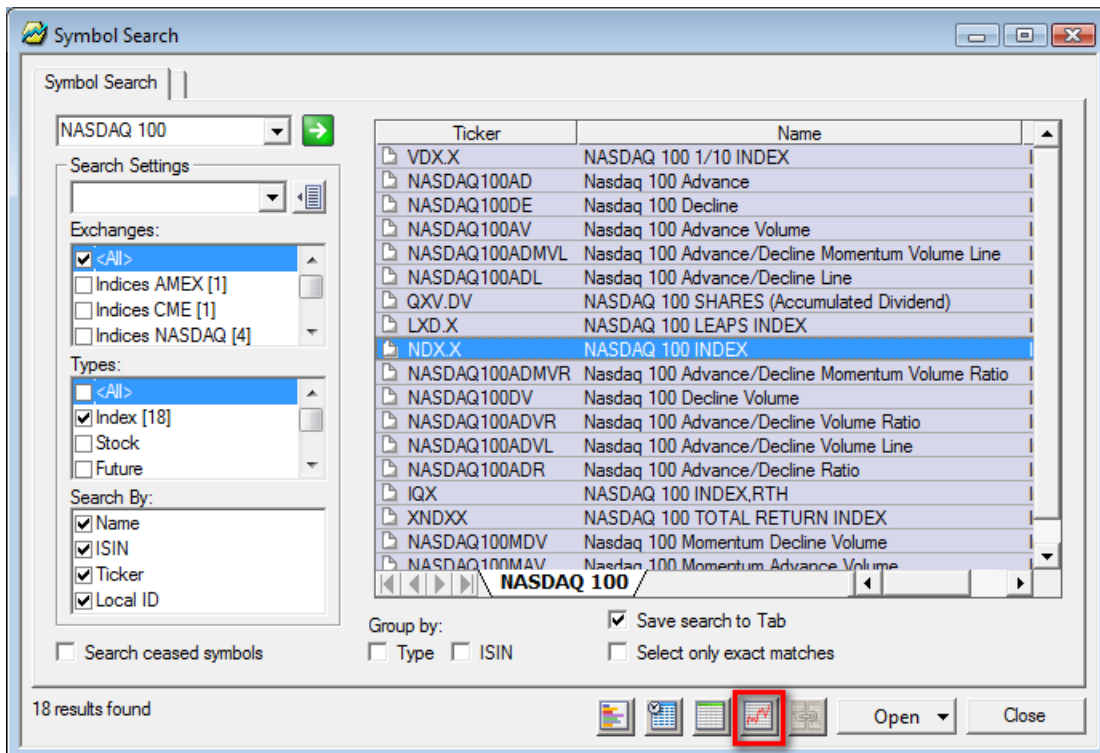 Symbol Search
Symbol Search
NASDAQ 100
Search Settings
Exchanges:
<All>
Indices AMEX [1]
Indices CME [1]
Indices NASDAQ [4]
Types:
<All>
Index [18]
Stock
Future
Search By:
Name
ISIN
Ticker
Local ID
Search ceased symbols
Ticker Name
VDX.X NASDAQ 100 1/10 INDEX
NASDAQ100AD Nasdaq 100 Advance
NASDAQ100DE Nasdaq 100 Decline
NASDAQ100AV Nasdaq 100 Advance Volume
NASDAQ100ADMVL Nasdaq 100 Advance/Decline Momentum Volume Line
NASDAQ100ADL Nasdaq 100 Advance/Decline Line
QXV.DV NASDAQ 100 SHARES (Accumulated Dividend)
LXD.X NASDAQ 100 LEAPS INDEX
NDX.X NASDAQ 100 INDEX
NASDAQ100ADMVR Nasdaq 100 Advance/Decline Momentum Volume Ratio
NASDAQ100DV Nasdaq 100 Decline Volume
NASDAQ100ADVR Nasdaq 100 Advance/Decline Volume Ratio
NASDAQ100ADVL Nasdaq 100 Advance/Decline Volume Line
NASDAQ100ADR Nasdaq 100 Advance/Decline Ratio
IQX NASDAQ 100 INDEX,RTH
XNDXX NASDAQ 100 TOTAL RETURN INDEX
NASDAQ100MDV Nasdaq 100 Momentum Decline Volume
NASDAQ100MAV Nasdaq 100 Momentum Advance Volume
NASDAQ 100
Group by:
Type ISIN
Save search to Tab
Select only exact matches
18 results found
Open Close